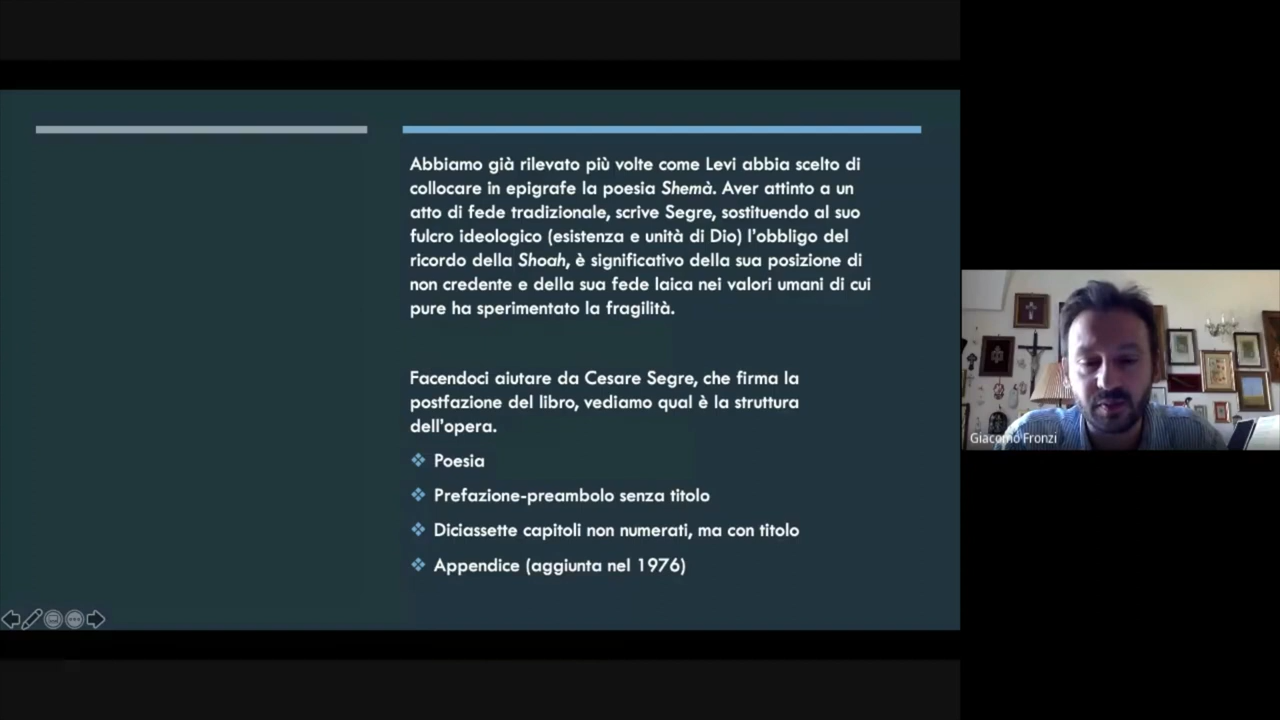 Abbiamo già rilevato più volte come Levi abbia scelto di
collocare in epigrafe la poesia Shemà. Aver attinto a un
atto di fede tradizionale, scrive Segre, sostituendo al suo
fulcro ideologico (esistenza e unità di Dio) l'obbligo del
ricordo della Shoah, è significativo della sua posizione di
non credente e della sua fede laica nei valori umani di cui
pure ha sperimentato la fragilità.
Facendoci aiutare da Cesare Segre, che firma la
postfazione del libro, vediamo qual è la struttura
dell'opera.
❖ Poesia
❖ Prefazione-preambolo senza titolo
❖ Diciassette capitoli non numerati, ma con titolo
❖ Appendice (aggiunta nel 1976)
Giacomo Fronzi